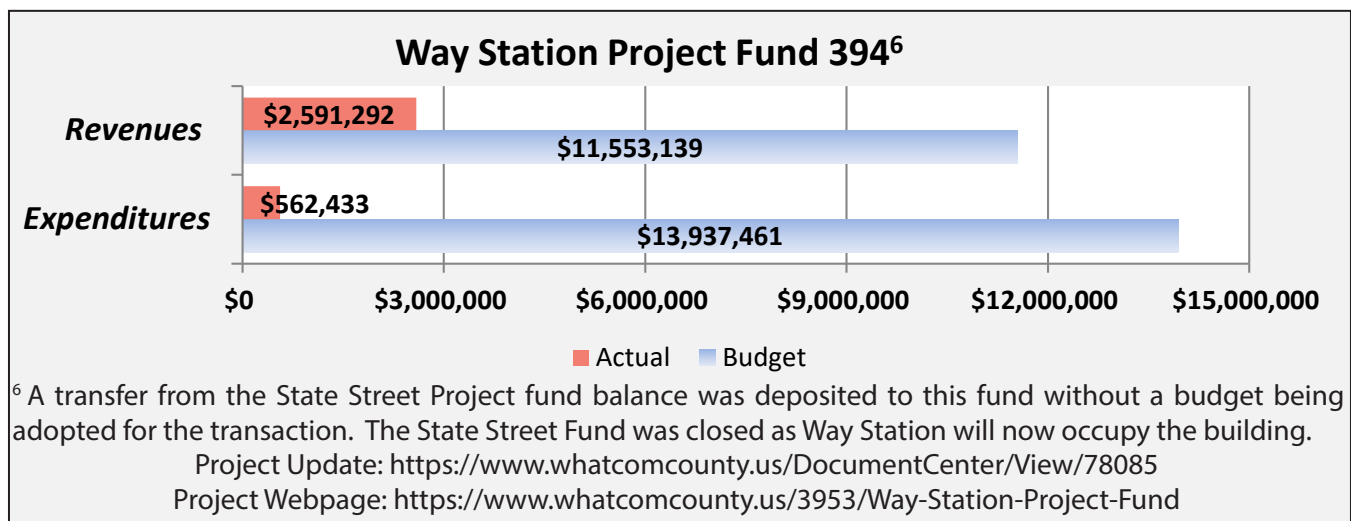 Way Station Project Fund 394⁶
Revenues
$2,591,292
$11,553,139
Expenditures
$562,433
$13,937,461
$0 $3,000,000 $6,000,000 $9,000,000 $12,000,000 $15,000,000
Actual Budget
⁶ A transfer from the State Street Project fund balance was deposited to this fund without a budget being
adopted for the transaction. The State Street Fund was closed as Way Station will now occupy the building.
Project Update: https://www.whatcomcounty.us/DocumentCenter/View/78085
Project Webpage: https://www.whatcomcounty.us/3953/Way-Station-Project-Fund